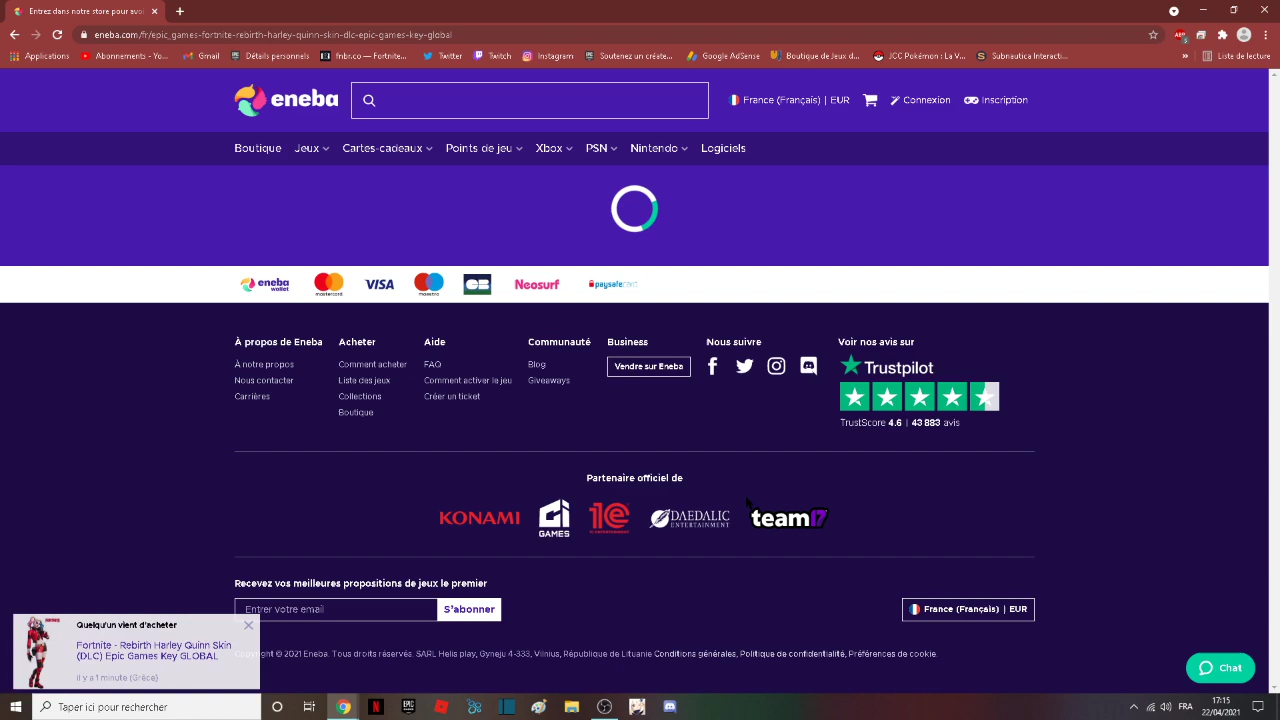 Entrez dans notre store pour avoi
eneba.com/fr/epic_games-fortnite-rebirth-harley-quinn-skin-epic-games-key-global
Applications
Abonnements - Yo...
Gmail
Détails personnels
fnbr.co — Fortnite...
Twitter
Twitch
Instagram
Soutenez un créate...
Google AdSense
Boutique de Jeux d...
JCC Pokémon : La V...
Subnautica Interacti...
»
Liste de lecture
eneba
France (Français) | EUR
Connexion
Inscription
Boutique
Jeux
Cartes-cadeaux
Points de jeu
Xbox
PSN
Nintendo
Logiciels
eneba wallet
mastercard
VISA
maestro
CB
Neosurf
paysafecard
À propos de Eneba
À notre propos
Nous contacter
Carrières
Acheter
Comment acheter
Liste des jeux
Collections
Boutique
Aide
FAQ
Comment activer le jeu
Créer un ticket
Communauté
Blog
Giveaways
Business
Vendre sur Eneba
Nous suivre
Voir nos avis sur
Trustpilot
TrustScore 4.6 | 43 883 avis
Partenaire officiel de
KONAMI
GAMES
DAEDALIC
ENTERTAINMENT
team17
Recevez vos meilleures propositions de jeux le premier
Entrer votre email
S'abonner
France (Français) | EUR
Quelqu'un vient d'acheter
Fortnite - Rebirth Harley Quinn Skin
(DLC) Epic Games Key GLOBAL
il y a 1 minute (Grèce)
Copyright © 2021 Eneba. Tous droits réservés. SARL Helis play, Gyneju 4-333, Vilnius, République de Lituanie Conditions générales, Politique de confidentialité, Préférences de cookie.
Chat
Taper ici pour rechercher
FRA
17:15
22/04/2021